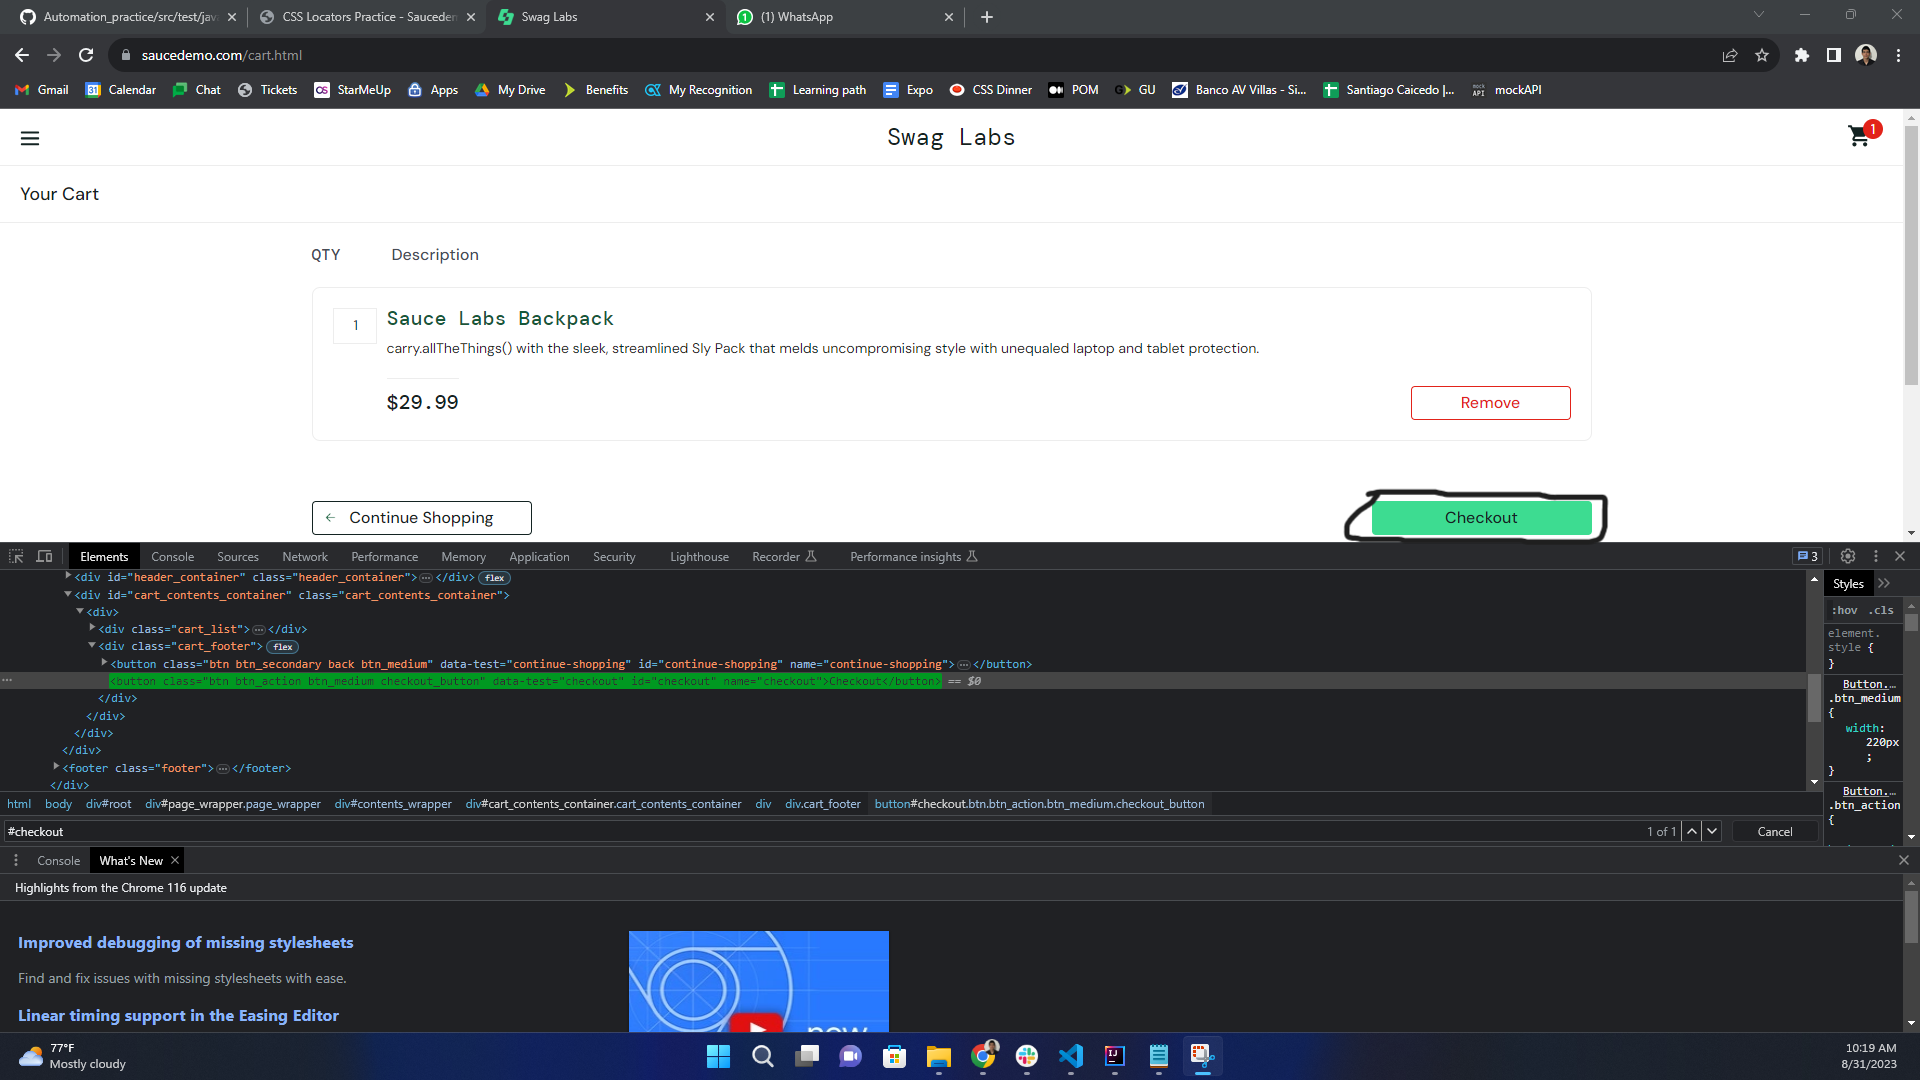 Automation_practice/src/test/jav
CSS Locators Practice - Sauceden
Swag Labs
(1) WhatsApp
saucedemo.com/cart.html
Gmail
Calendar
Chat
Tickets
StarMeUp
Apps
My Drive
Benefits
My Recognition
Learning path
Expo
CSS Dinner
POM
GU
Banco AV Villas - Si...
Santiago Caicedo |...
mockAPI
Swag Labs
1
Your Cart
QTY
Description
1
Sauce Labs Backpack
carry.allTheThings() with the sleek, streamlined Sly Pack that melds uncompromising style with unequaled laptop and tablet protection.
$29.99
Remove
Continue Shopping
Checkout
Elements
Console
Sources
Network
Performance
Memory
Application
Security
Lighthouse
Recorder
Performance insights
3
<div id="header_container" class="header_container">…</div> flex
<div id="cart_contents_container" class="cart_contents_container">
<div>
<div class="cart_list">…</div>
<div class="cart_footer"> flex
<button class="btn btn_secondary back btn_medium" data-test="continue-shopping" id="continue-shopping" name="continue-shopping">…</button>
<button class="btn btn_action btn_medium checkout_button" data-test="checkout" id="checkout" name="checkout">Checkout</button> == $0
</div>
</div>
</div>
</div>
<footer class="footer">…</footer>
</div>
Styles
:hov .cls
element.
style {
}
Button.…
.btn_medium
{
width:
220px
;
}
Button.…
.btn_action
{
html
body
div#root
div#page_wrapper.page_wrapper
div#contents_wrapper
div#cart_contents_container.cart_contents_container
div
div.cart_footer
button#checkout.btn.btn_action.btn_medium.checkout_button
#checkout
1 of 1
Cancel
Console
What's New
Highlights from the Chrome 116 update
Improved debugging of missing stylesheets
Find and fix issues with missing stylesheets with ease.
Linear timing support in the Easing Editor
new
77°F
Mostly cloudy
10:19 AM
8/31/2023